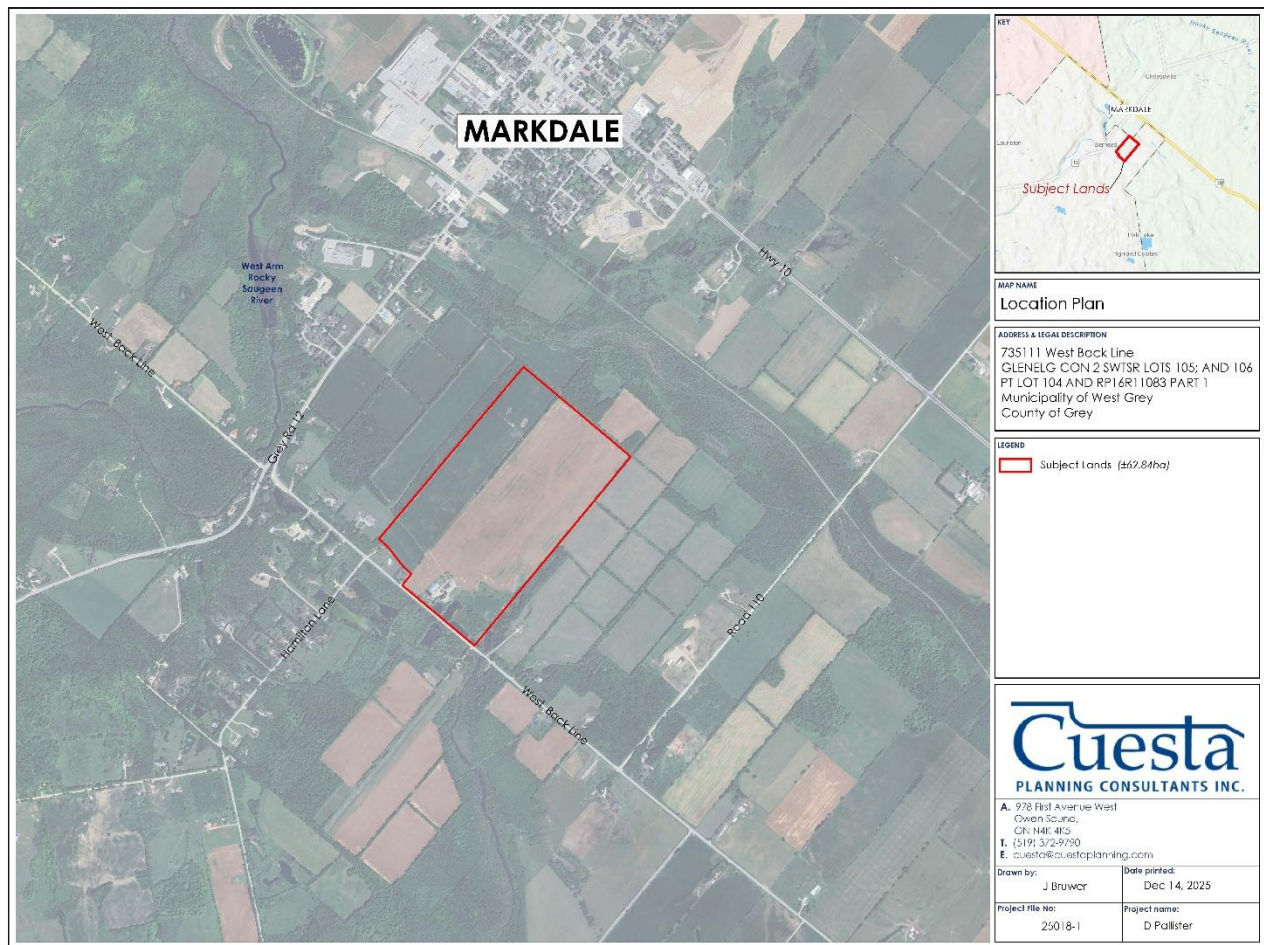 MARKDALE
Hwy 10
West Arm
Rocky
Saugeen
River
West Back Line
Grey Rd 12
Hamilton Lane
Road 110
West Back Line
KEY
Rocky Saugeen River
MARKDALE
Subject Lands
MAP NAME
Location Plan
ADDRESS & LEGAL DESCRIPTION
735111 West Back Line
GLENELG CON 2 SWTSR LOTS 105; AND 106
PT LOT 104 AND RP16R11083 PART 1
Municipality of West Grey
County of Grey
LEGEND
Subject Lands (±62.84ha)
Cuesta
PLANNING CONSULTANTS INC.
A. 978 First Avenue West
Owen Sound,
ON N4K 4K5
T. (519) 372-9790
E. cuesta@cuestaplanning.com
Drawn by:
J Bruwer
Date printed:
Dec 14, 2025
Project File No:
25018-1
Project name:
D Pallister